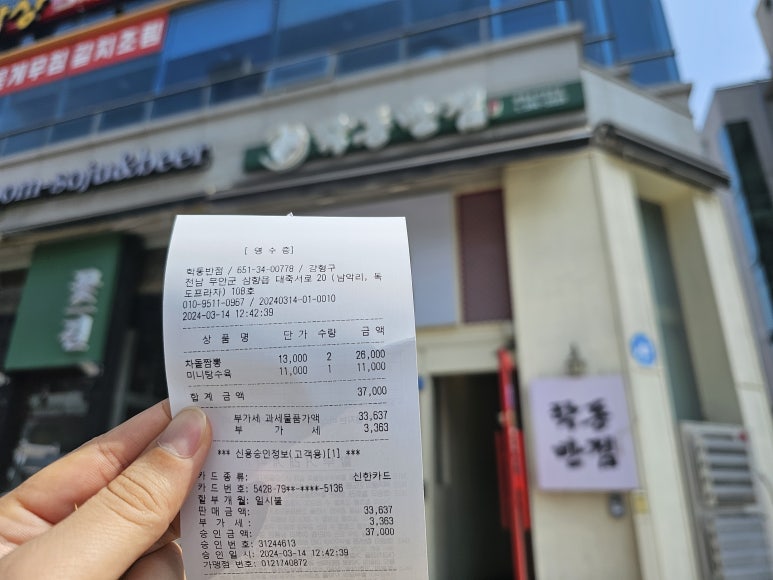 동개무침 갈치조림
om-soju&beer
학동반점
학동
반점
[ 영 수 증]
학동반점 / 651-34-00778 / 강형구
전남 무안군 삼향읍 대죽서로 20 (남악리, 독
도프라자) 108호
010-9511-0967 / 20240314-01-0010
2024-03-14 12:42:39
상 품 명 단 가 수량 금 액
차돌짬뽕 13,000 2 26,000
미니탕수육 11,000 1 11,000
합 계 금 액 37,000
부가세 과세물품가액 33,637
부 가 세 3,363
*** 신용승인정보(고객용)[1] ***
카 드 종 류: 신한카드
카 드 번 호: 5428-79**-****-5136
할 부 개 월: 일시불
판 매 금 액: 33,637
부 가 세 : 3,363
승 인 금 액: 37,000
승 인 번 호: 31244613
승 인 일 시: 2024-03-14 12:42:39
가맹점 번호: 0121740872